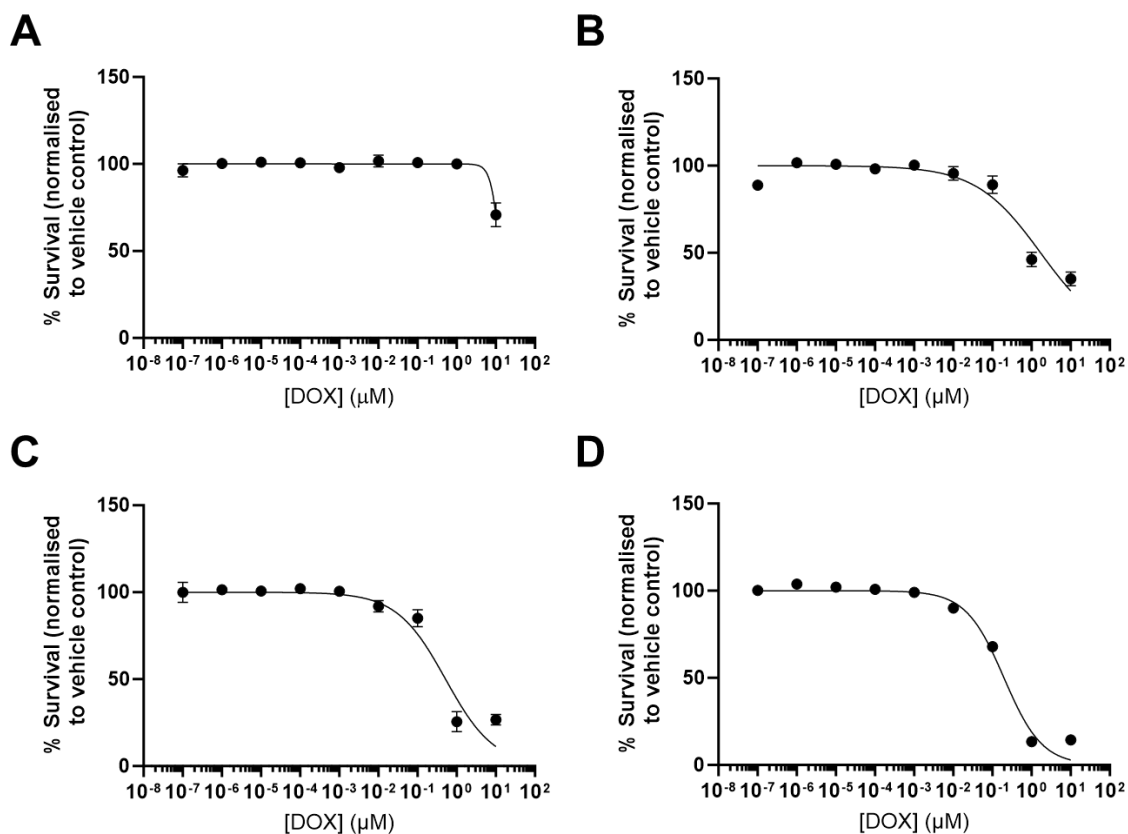 A
% Survival (normalised
to vehicle control)
150
100
50
0
10⁻⁸ 10⁻⁷ 10⁻⁶ 10⁻⁵ 10⁻⁴ 10⁻³ 10⁻² 10⁻¹ 10⁰ 10¹ 10²
[DOX] (μM)
B
% Survival (normalised
to vehicle control)
150
100
50
0
10⁻⁸ 10⁻⁷ 10⁻⁶ 10⁻⁵ 10⁻⁴ 10⁻³ 10⁻² 10⁻¹ 10⁰ 10¹ 10²
[DOX] (µM)
C
% Survival (normalised
to vehicle control)
150
100
50
0
10⁻⁸ 10⁻⁷ 10⁻⁶ 10⁻⁵ 10⁻⁴ 10⁻³ 10⁻² 10⁻¹ 10⁰ 10¹ 10²
[DOX] (µM)
D
% Survival (normalised
to vehicle control)
150
100
50
0
10⁻⁸ 10⁻⁷ 10⁻⁶ 10⁻⁵ 10⁻⁴ 10⁻³ 10⁻² 10⁻¹ 10⁰ 10¹ 10²
[DOX] (µM)